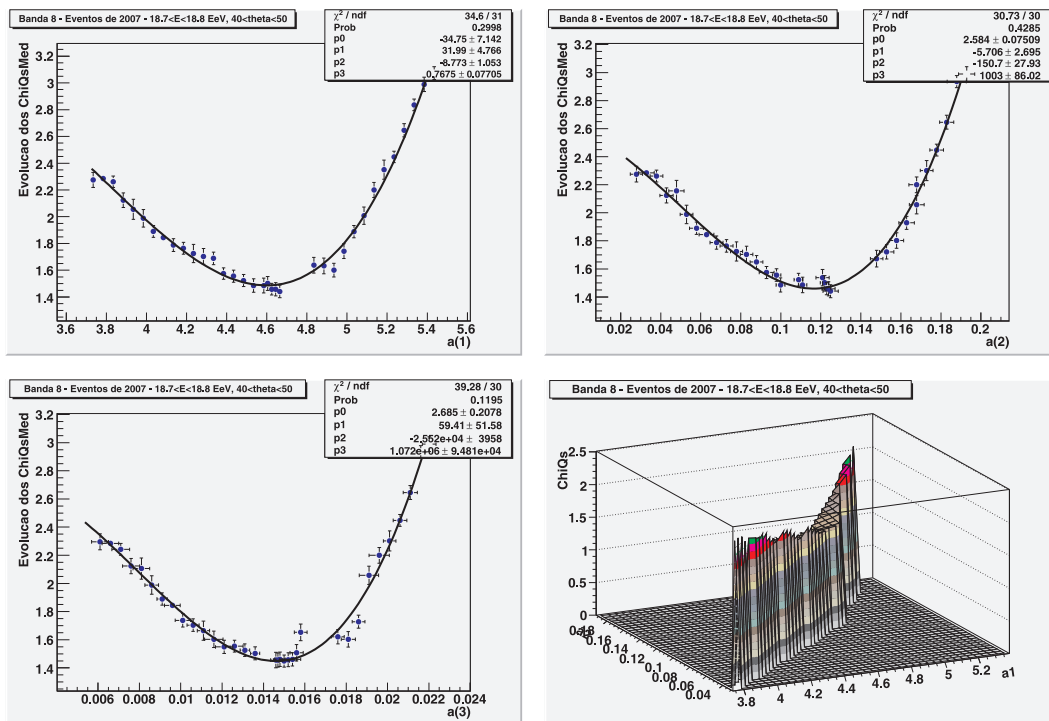 Banda 8 - Eventos de 2007 - 18.7<E<18.8 EeV, 40<theta<50
χ² / ndf 34.6 / 31
Prob 0.2998
p0 -34.75 ± 7.142
p1 31.99 ± 4.766
p2 -8.773 ± 1.053
p3 0.7675 ± 0.07705
Evolucao dos ChiQsMed
3.2
3
2.8
2.6
2.4
2.2
2
1.8
1.6
1.4
3.6 3.8 4 4.2 4.4 4.6 4.8 5 5.2 5.4 5.6
a(1)
Banda 8 - Eventos de 2007 - 18.7<E<18.8 EeV, 40<theta<50
χ² / ndf 30.73 / 30
Prob 0.4285
p0 2.584 ± 0.07509
p1 -5.706 ± 2.695
p2 -150.7 ± 27.93
p3 1003 ± 86.02
Evolucao dos ChiQsMed
3.2
3
2.8
2.6
2.4
2.2
2
1.8
1.6
1.4
0.02 0.04 0.06 0.08 0.1 0.12 0.14 0.16 0.18 0.2
a(2)
Banda 8 - Eventos de 2007 - 18.7<E<18.8 EeV, 40<theta<50
χ² / ndf 39.28 / 30
Prob 0.1195
p0 2.685 ± 0.2078
p1 59.41 ± 51.58
p2 -2.552e+04 ± 3958
p3 1.072e+06 ± 9.481e+04
Evolucao dos ChiQsMed
3.2
3
2.8
2.6
2.4
2.2
2
1.8
1.6
1.4
0.006 0.008 0.01 0.012 0.014 0.016 0.018 0.02 0.022 0.024
a(3)
Banda 8 - Eventos de 2007 - 18.7<E<18.8 EeV, 40<theta<50
ChiQs
2.5
2
1.5
1
0.5
0
0.18
0.16
0.14
0.12
0.1
0.08
0.06
0.04
3.8 4 4.2 4.4 4.6 4.8 5 5.2
a1